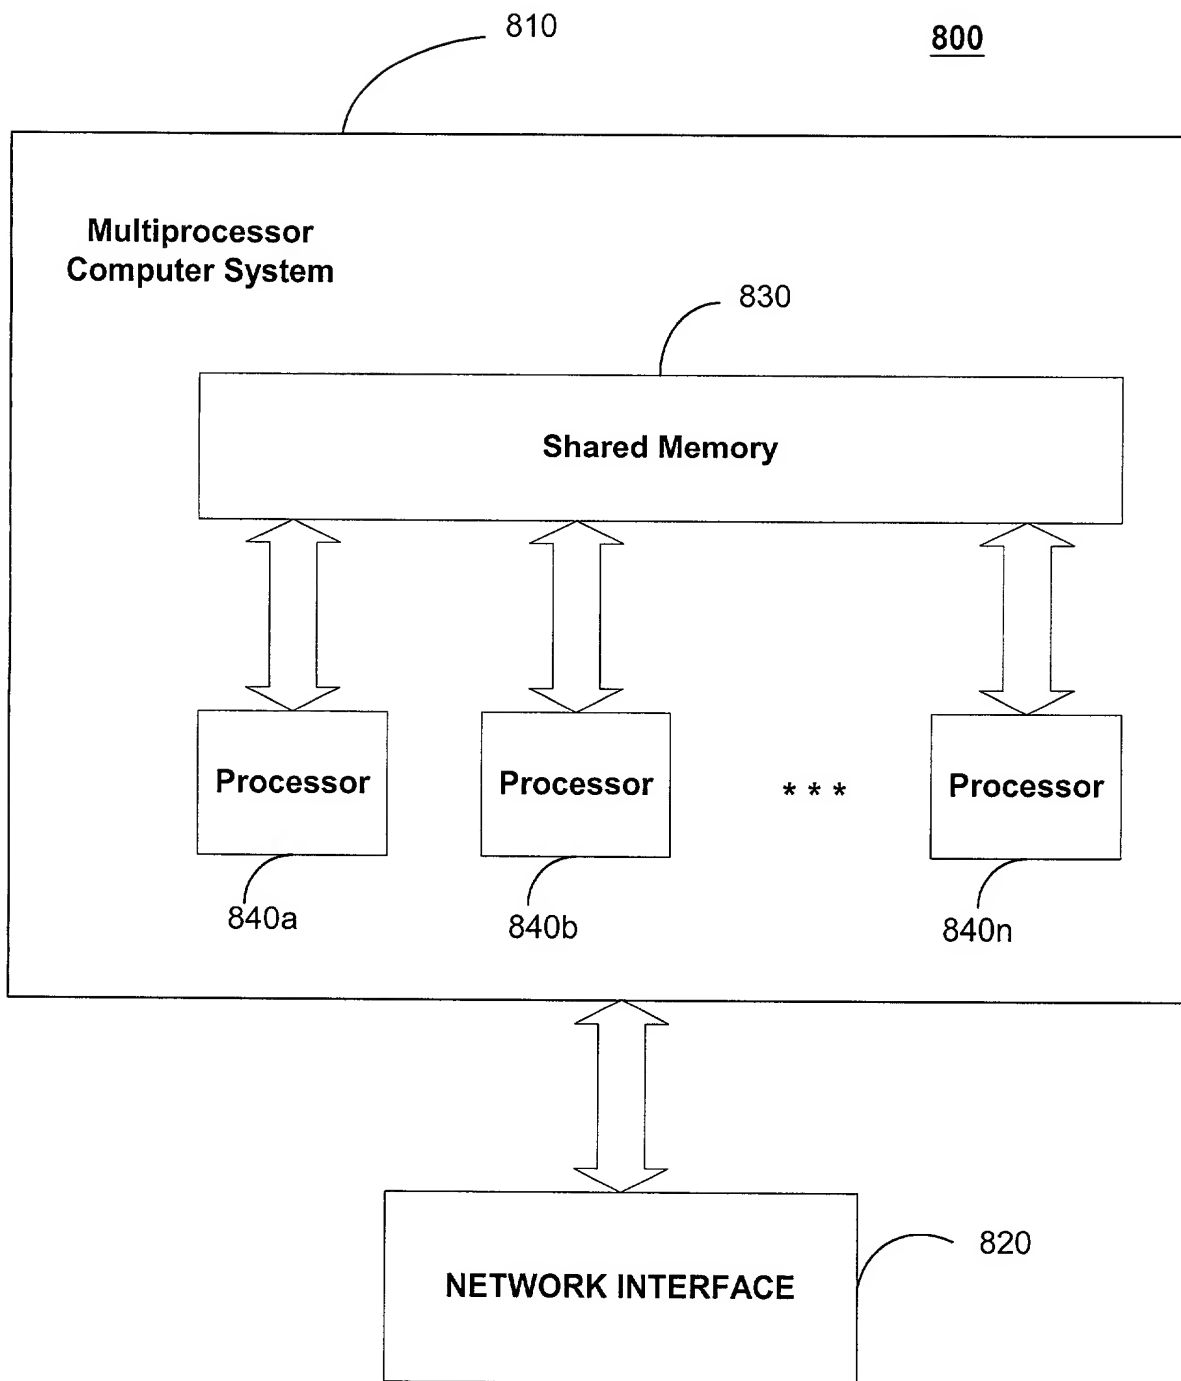 810
800
Multiprocessor
Computer System
830
Shared Memory
Processor
Processor
* * *
Processor
840a
840b
840n
820
NETWORK INTERFACE